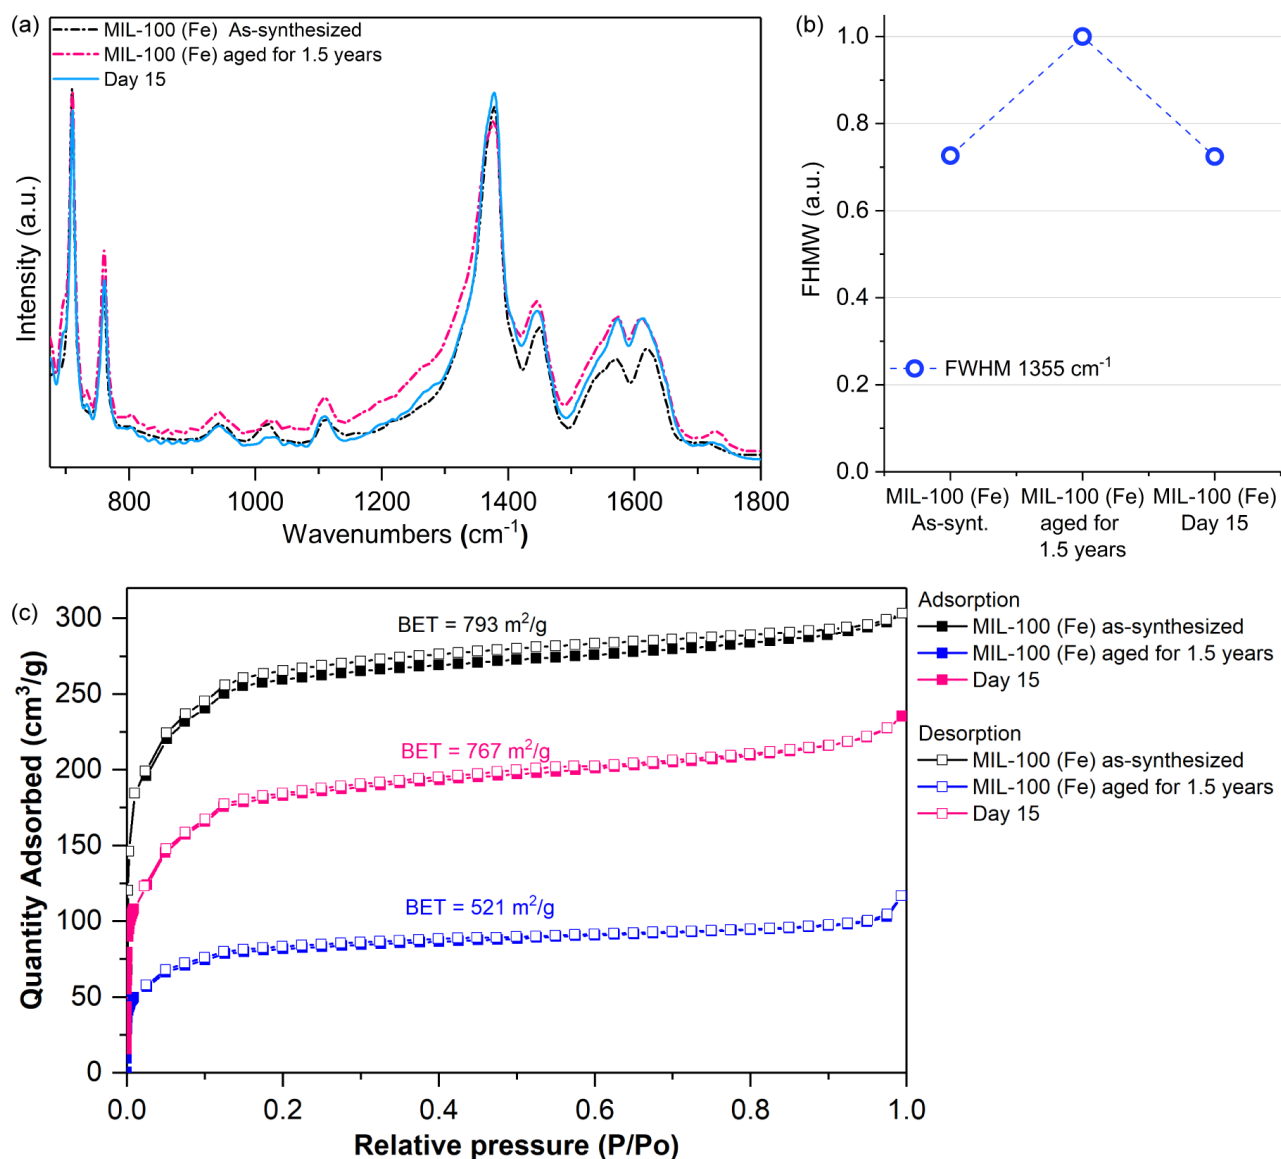 (a)
MIL-100 (Fe) As-synthesized
MIL-100 (Fe) aged for 1.5 years
Day 15
Intensity (a.u.)
800 1000 1200 1400 1600 1800
Wavenumbers (cm⁻¹)
(b)
1.0
0.8
0.6
0.4
0.2
0.0
FHMW (a.u.)
FWHM 1355 cm⁻¹
MIL-100 (Fe) MIL-100 (Fe) MIL-100 (Fe)
As-synt. aged for Day 15
1.5 years
(c)
300
250
200
150
100
50
0
Quantity Adsorbed (cm³/g)
BET = 793 m²/g
BET = 767 m²/g
BET = 521 m²/g
0.0 0.2 0.4 0.6 0.8 1.0
Relative pressure (P/Po)
Adsorption
MIL-100 (Fe) as-synthesized
MIL-100 (Fe) aged for 1.5 years
Day 15
Desorption
MIL-100 (Fe) as-synthesized
MIL-100 (Fe) aged for 1.5 years
Day 15